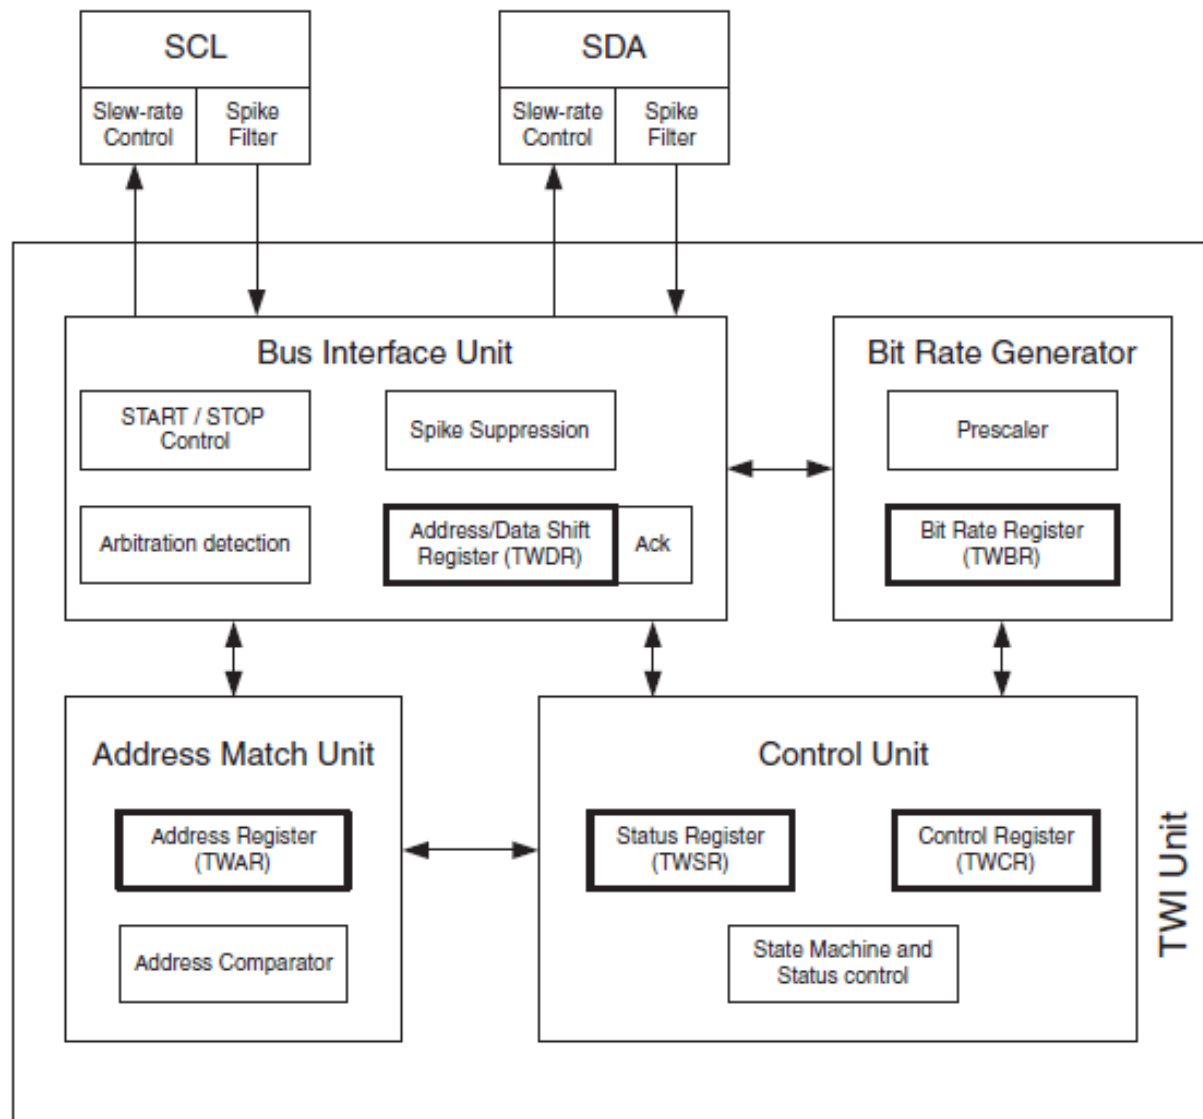 SCL
SDA
Slew-rate
Control
Spike
Filter
Slew-rate
Control
Spike
Filter
Bus Interface Unit
Bit Rate Generator
START / STOP
Control
Spike Suppression
Prescaler
Arbitration detection
Address/Data Shift
Register (TWDR)
Ack
Bit Rate Register
(TWBR)
Address Match Unit
Control Unit
Address Register
(TWAR)
Status Register
(TWSR)
Control Register
(TWCR)
Address Comparator
State Machine and
Status control
TWI Unit